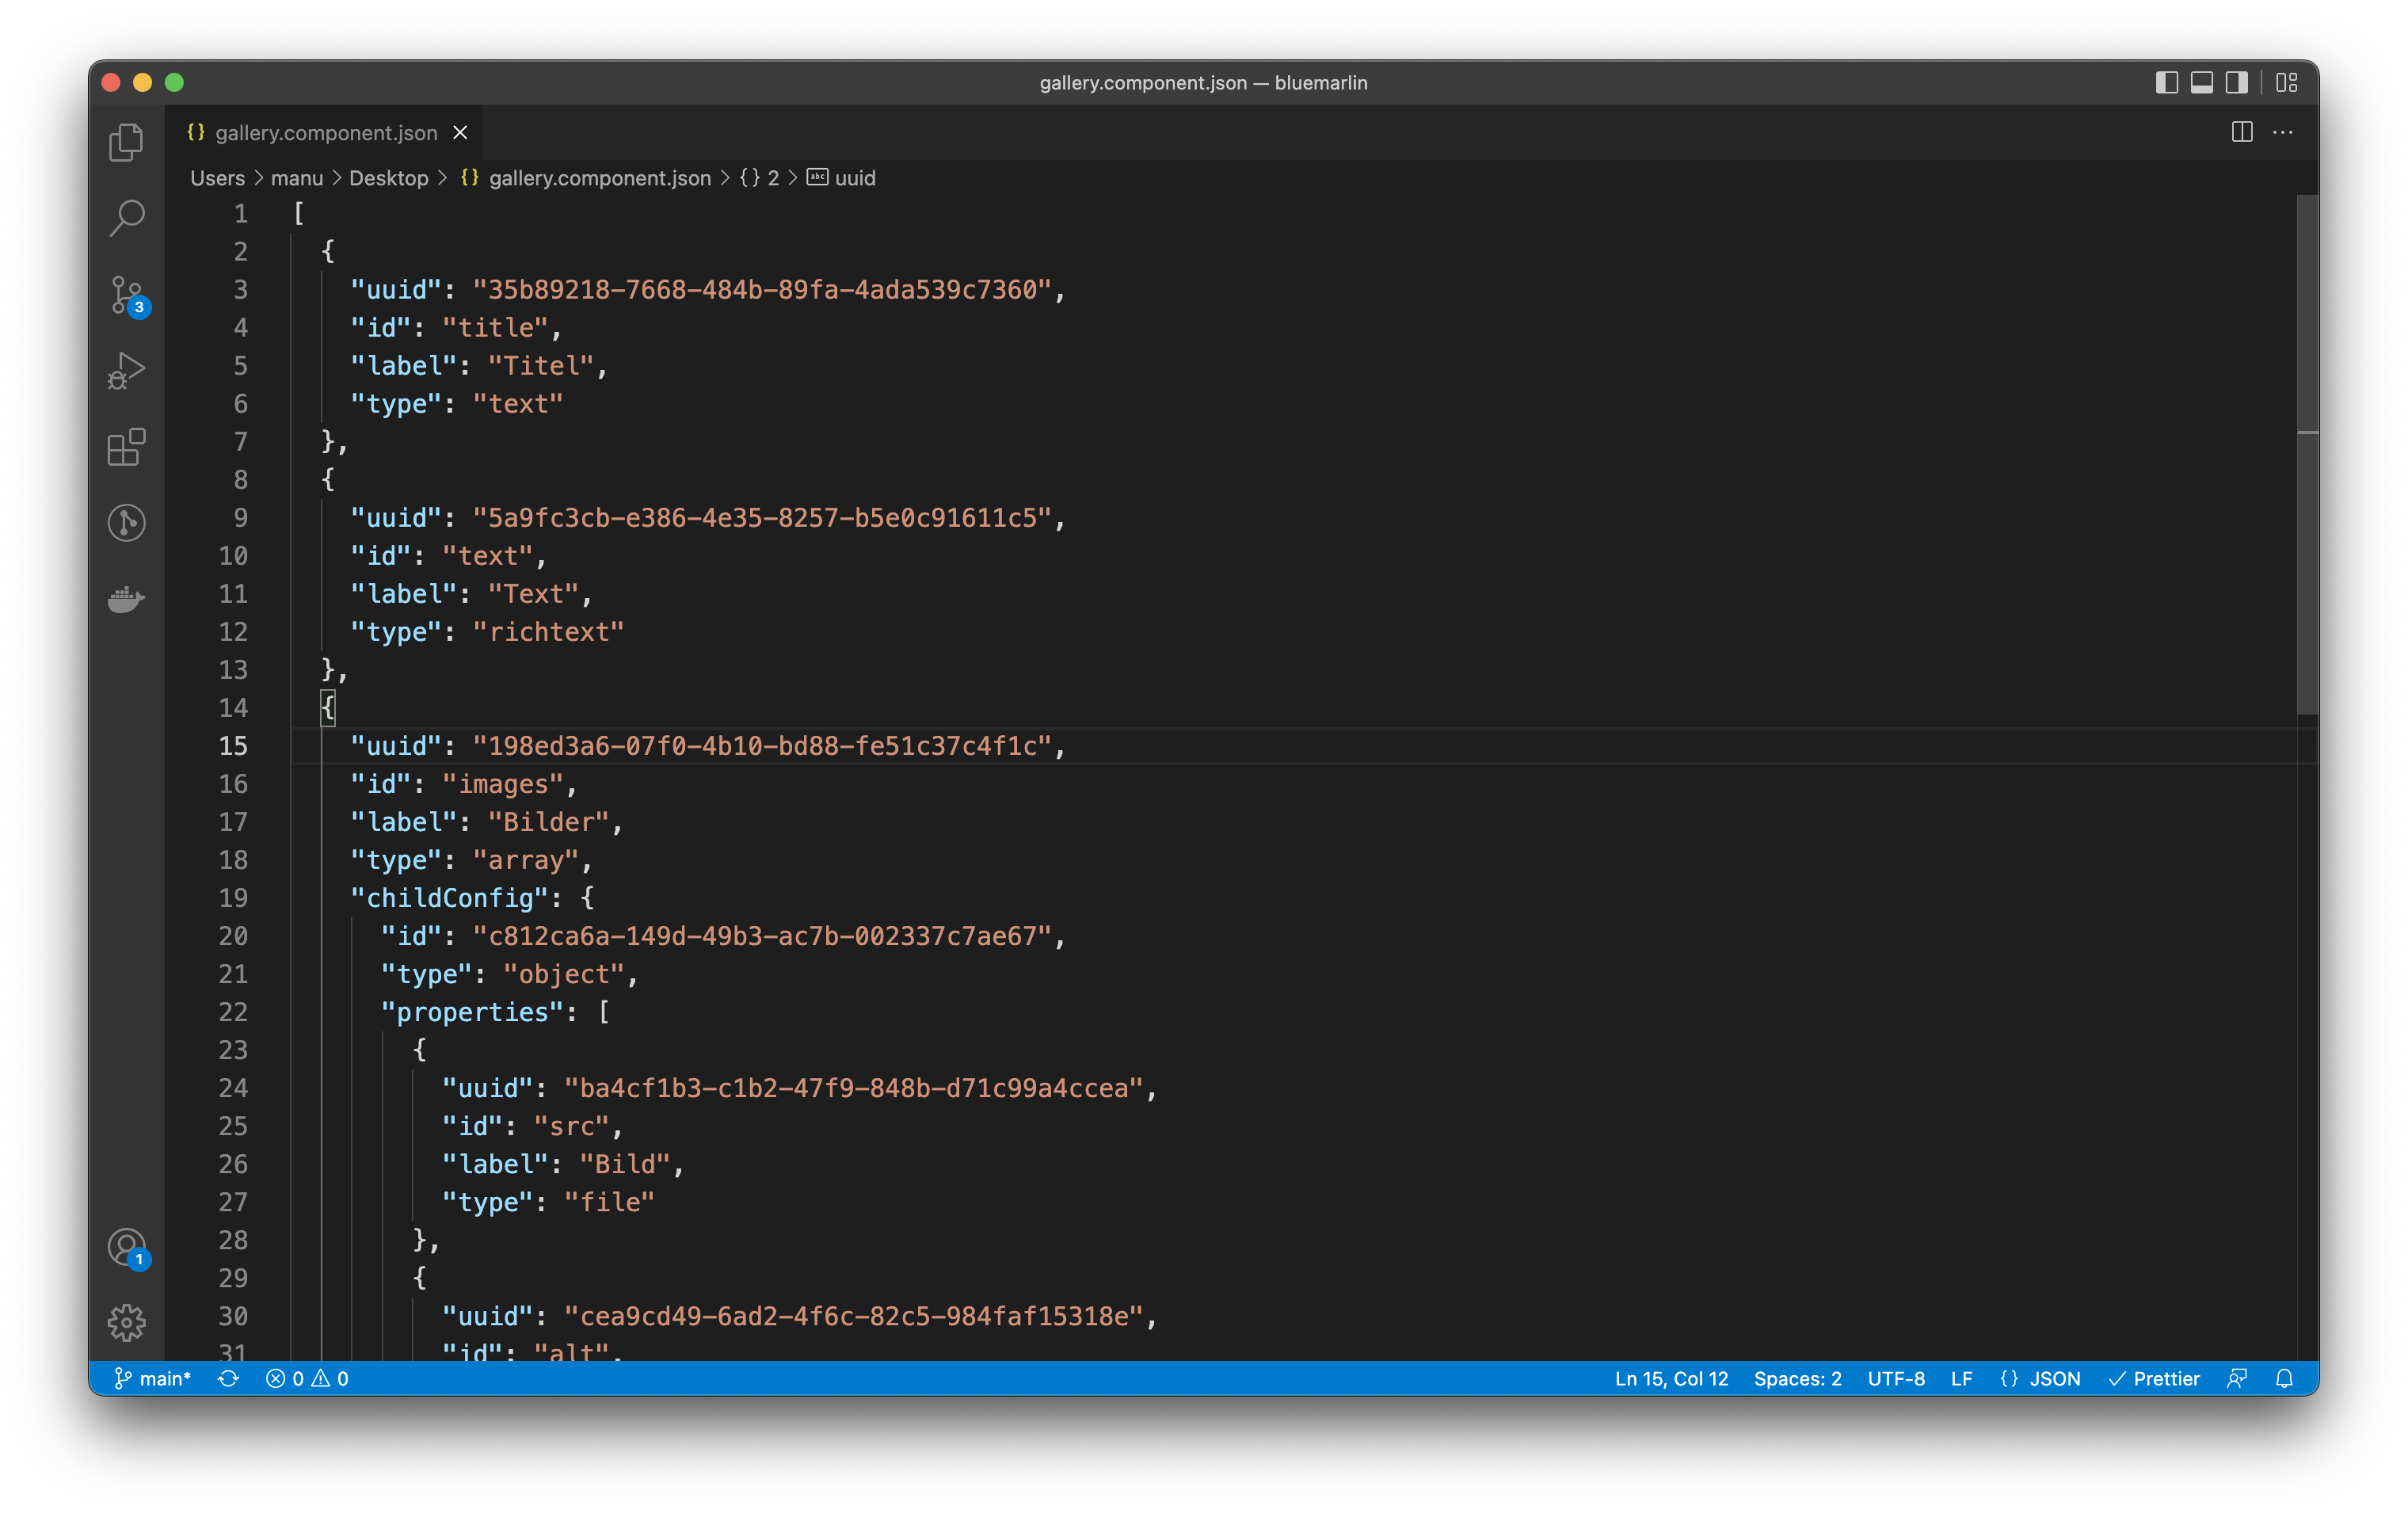 gallery.component.json — bluemarlin
{} gallery.component.json
Users > manu > Desktop > {} gallery.component.json > {} 2 > abc uuid
1 [
2   {
3     "uuid": "35b89218-7668-484b-89fa-4ada539c7360",
4     "id": "title",
5     "label": "Titel",
6     "type": "text"
7   },
8   {
9     "uuid": "5a9fc3cb-e386-4e35-8257-b5e0c91611c5",
10     "id": "text",
11     "label": "Text",
12     "type": "richtext"
13   },
14   {
15     "uuid": "198ed3a6-07f0-4b10-bd88-fe51c37c4f1c",
16     "id": "images",
17     "label": "Bilder",
18     "type": "array",
19     "childConfig": {
20       "id": "c812ca6a-149d-49b3-ac7b-002337c7ae67",
21       "type": "object",
22       "properties": [
23         {
24           "uuid": "ba4cf1b3-c1b2-47f9-848b-d71c99a4ccea",
25           "id": "src",
26           "label": "Bild",
27           "type": "file"
28         },
29         {
30           "uuid": "cea9cd49-6ad2-4f6c-82c5-984faf15318e",
31           "id": "alt",
3
1
main* 0 0 Ln 15, Col 12 Spaces: 2 UTF-8 LF {} JSON Prettier